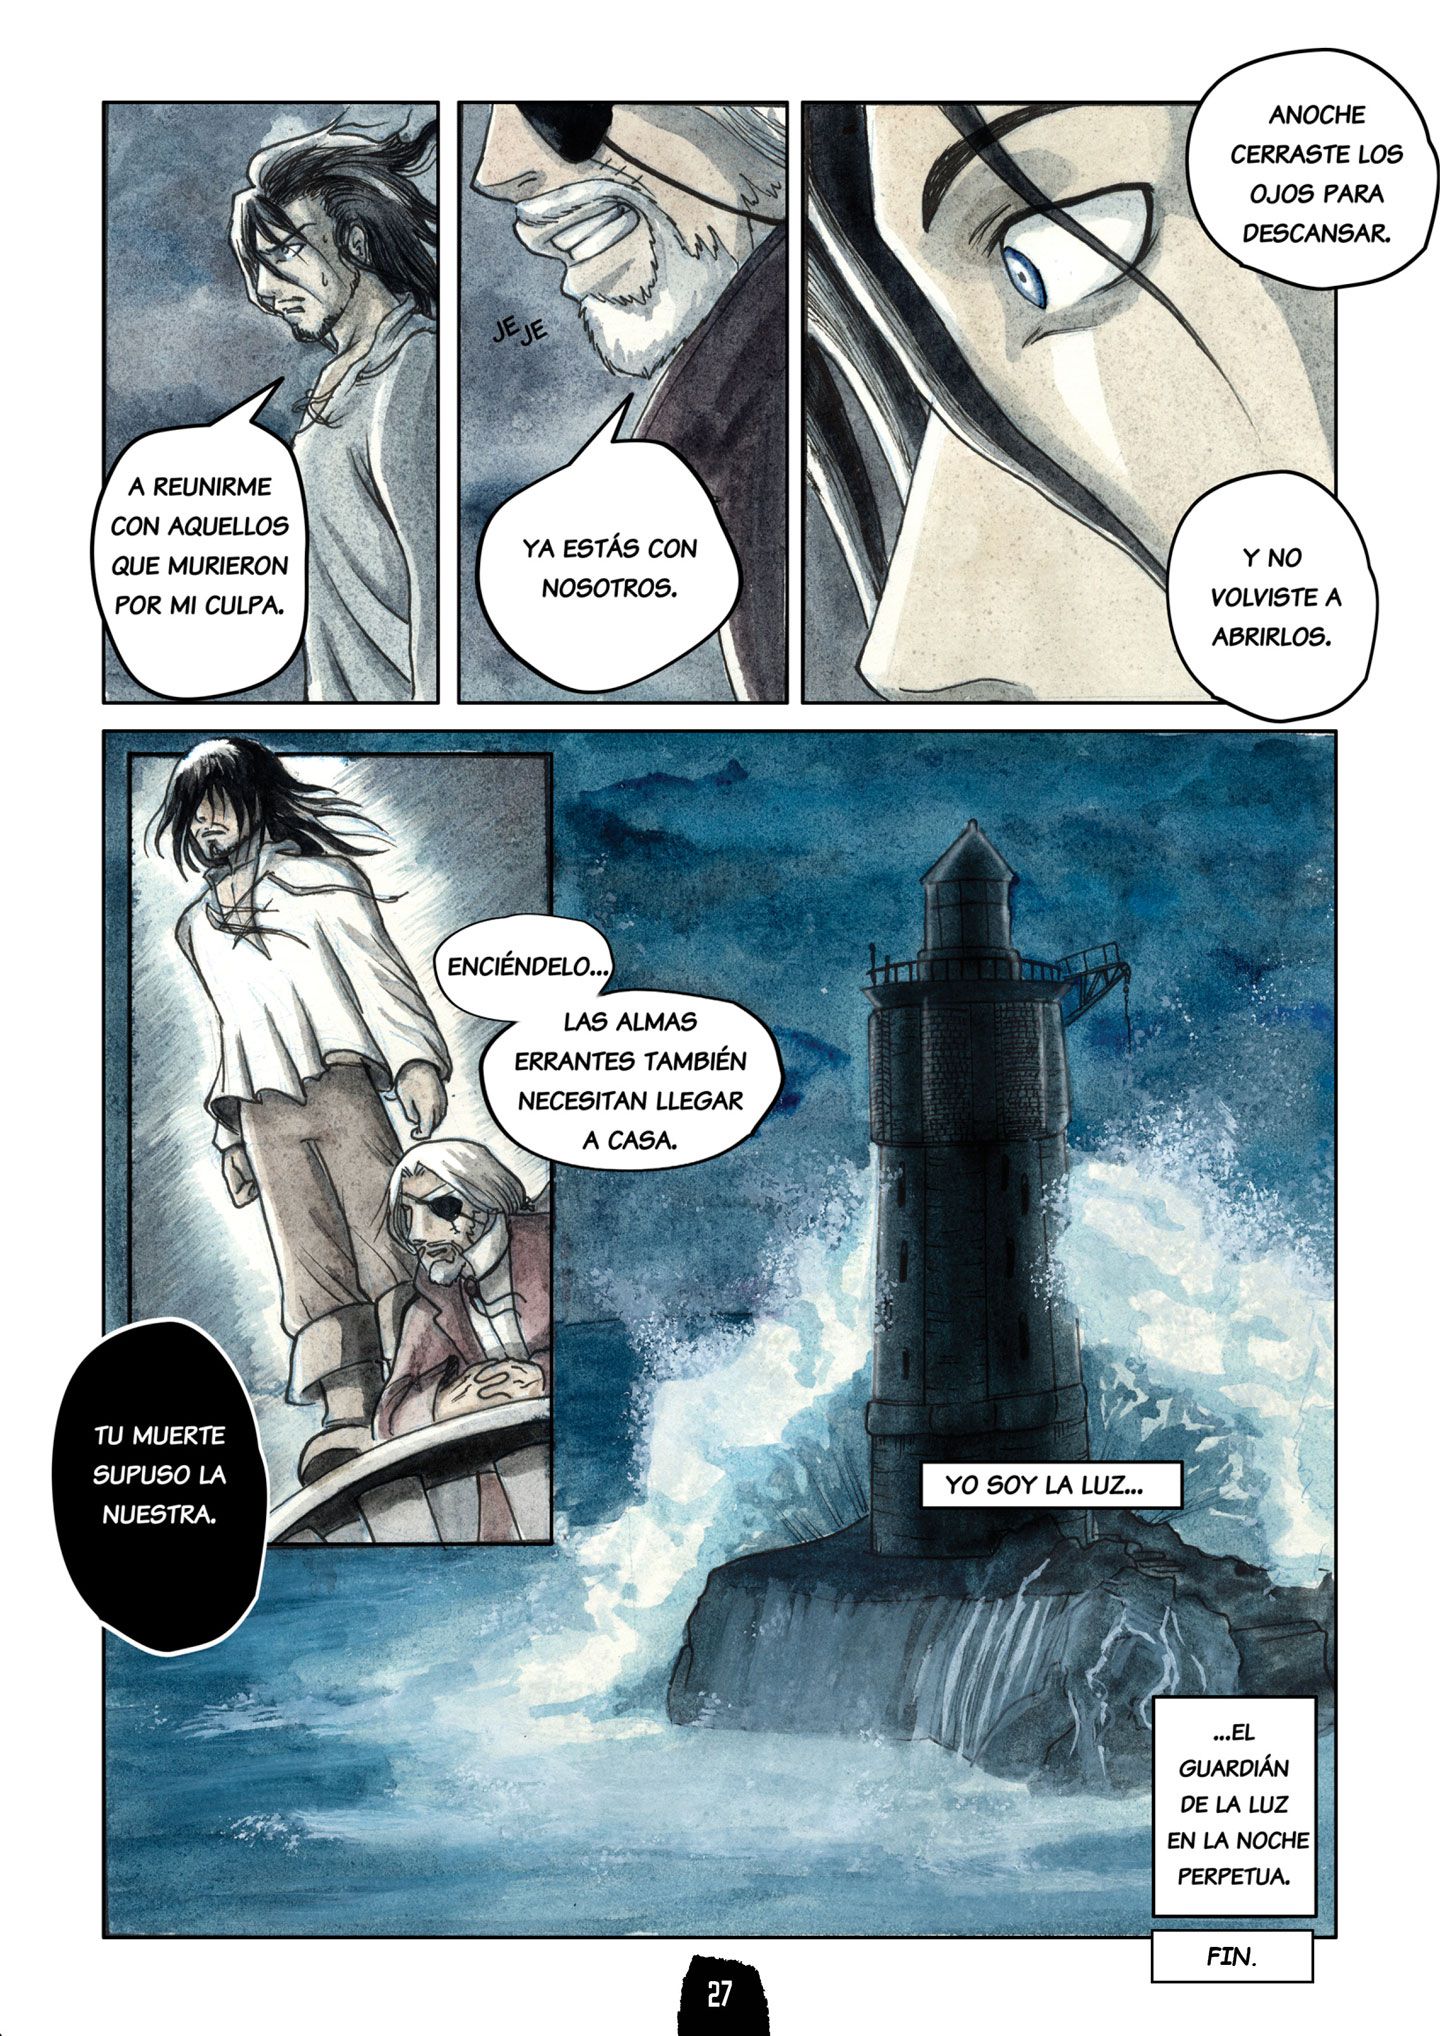 A REUNIRME
CON AQUELLOS
QUE MURIERON
POR MI CULPA.
JE
JE
YA ESTÁS CON
NOSOTROS.
ANOCHE
CERRASTE LOS
OJOS PARA
DESCANSAR.
Y NO
VOLVISTE A
ABRIRLOS.
ENCIÉNDELO...
LAS ALMAS
ERRANTES TAMBIÉN
NECESITAN LLEGAR
A CASA.
TU MUERTE
SUPUSO LA
NUESTRA.
YO SOY LA LUZ...
...EL
GUARDIÁN
DE LA LUZ
EN LA NOCHE
PERPETUA.
FIN.
27